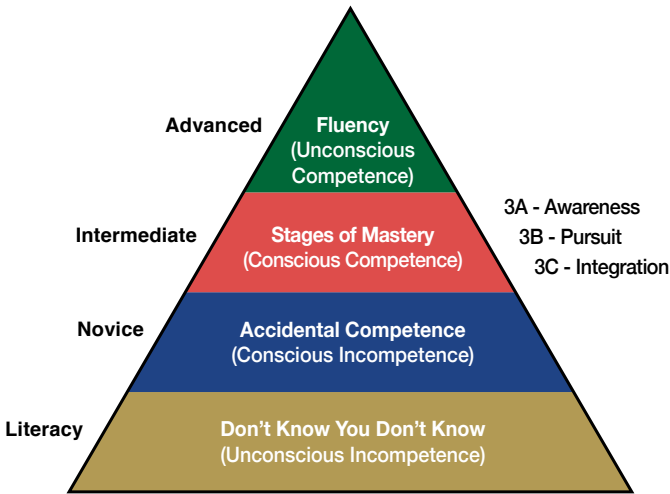 Advanced
Fluency
(Unconscious
Competence)
Intermediate
Stages of Mastery
(Conscious Competence)
3A - Awareness
3B - Pursuit
3C - Integration
Novice
Accidental Competence
(Conscious Incompetence)
Literacy
Don't Know You Don't Know
(Unconscious Incompetence)